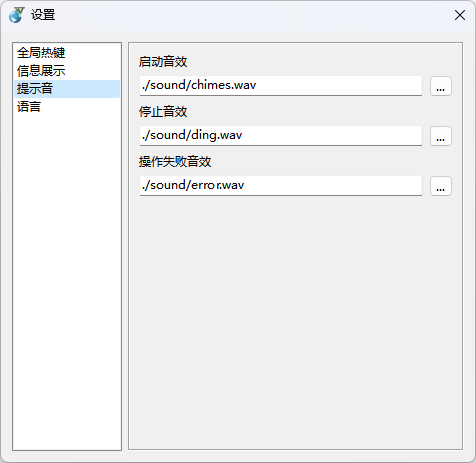 设置
全局热键
信息展示
提示音
语言
启动音效
./sound/chimes.wav
...
停止音效
./sound/ding.wav
...
操作失败音效
./sound/error.wav
...